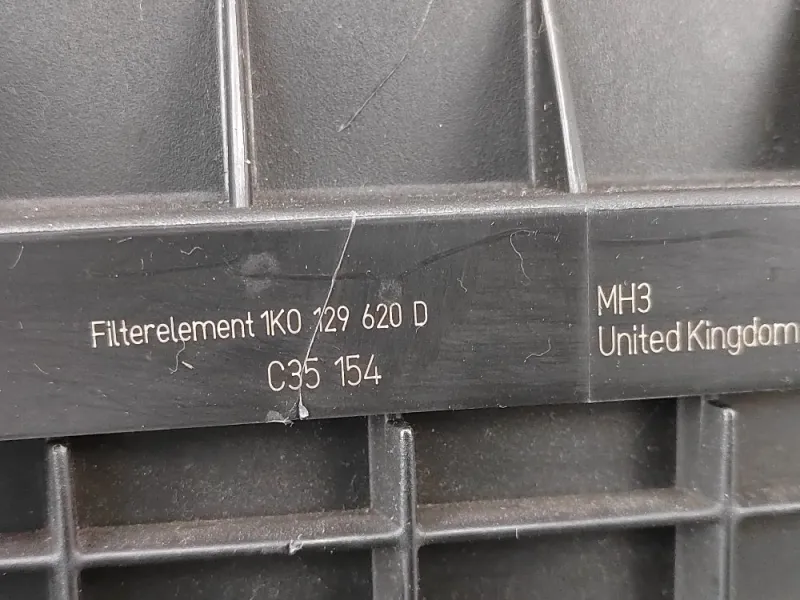 Filterelement 1K0 129 620 D
C35 154
MH3
United Kingdom